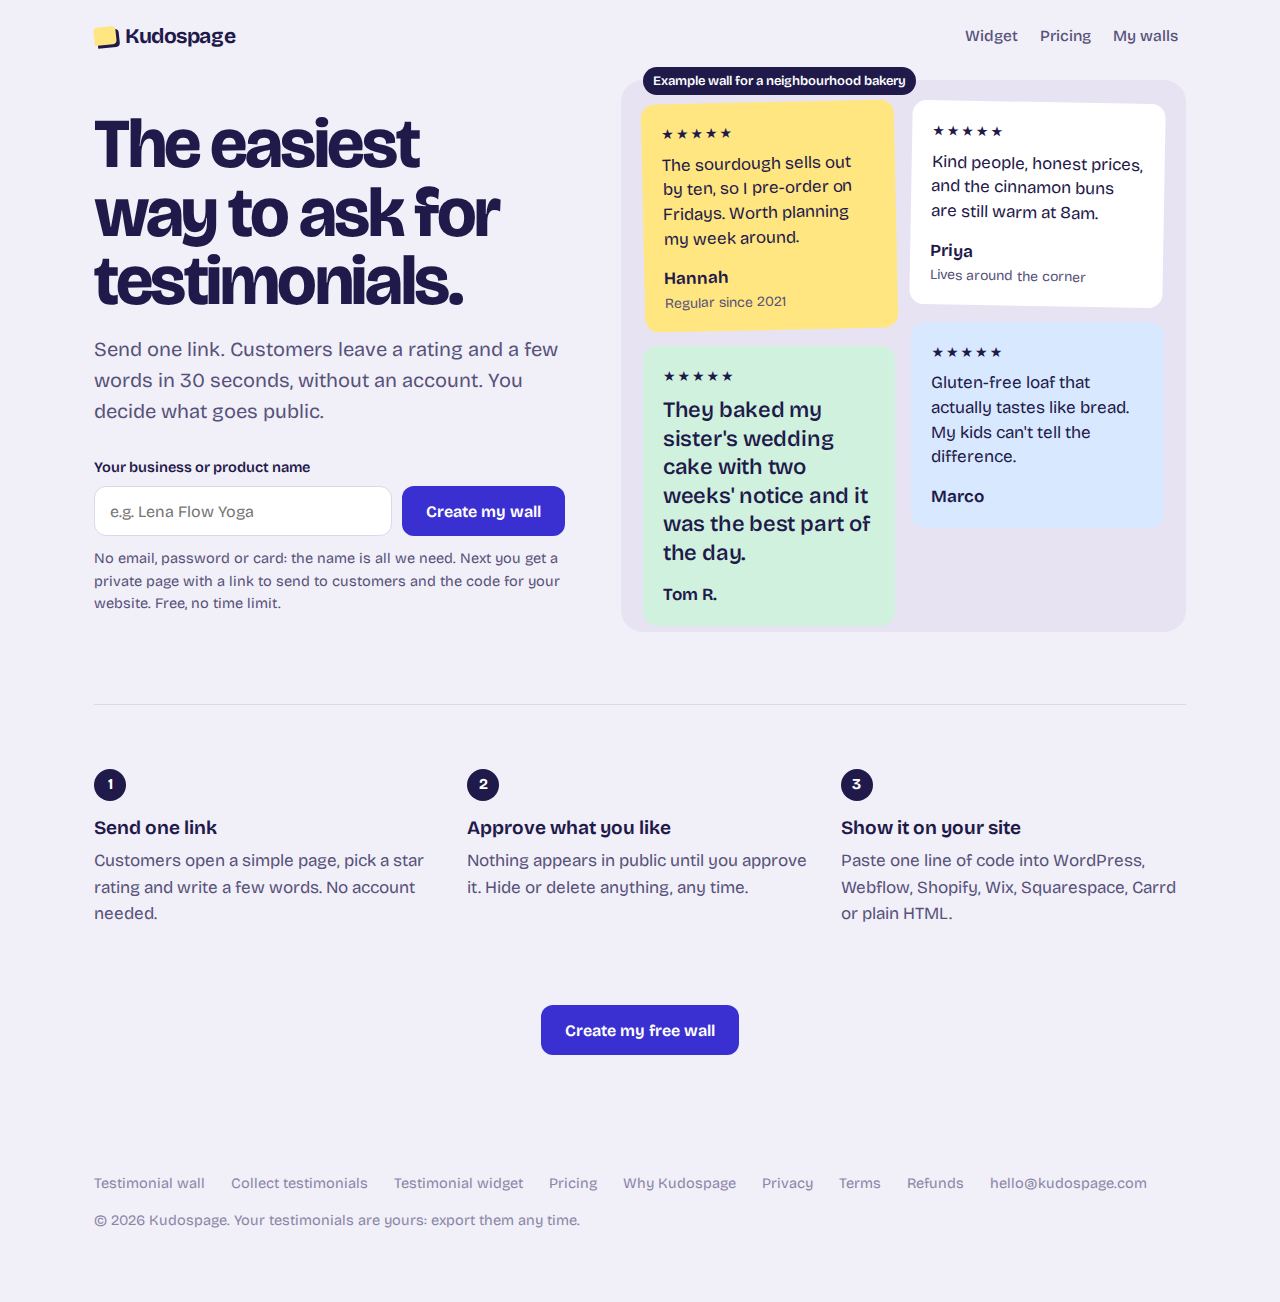 Kudospage
Widget
Pricing
My walls
The easiest
way to ask for
testimonials.
Send one link. Customers leave a rating and a few
words in 30 seconds, without an account. You
decide what goes public.
Your business or product name
e.g. Lena Flow Yoga
Create my wall
No email, password or card: the name is all we need. Next you get a
private page with a link to send to customers and the code for your
website. Free, no time limit.
Example wall for a neighbourhood bakery
★★★★★
The sourdough sells out
by ten, so I pre-order on
Fridays. Worth planning
my week around.
Hannah
Regular since 2021
★★★★★
They baked my
sister's wedding
cake with two
weeks' notice and it
was the best part of
the day.
Tom R.
★★★★★
Kind people, honest prices,
and the cinnamon buns
are still warm at 8am.
Priya
Lives around the corner
★★★★★
Gluten-free loaf that
actually tastes like bread.
My kids can't tell the
difference.
Marco
1
Send one link
Customers open a simple page, pick a star
rating and write a few words. No account
needed.
2
Approve what you like
Nothing appears in public until you approve
it. Hide or delete anything, any time.
3
Show it on your site
Paste one line of code into WordPress,
Webflow, Shopify, Wix, Squarespace, Carrd
or plain HTML.
Create my free wall
Testimonial wall
Collect testimonials
Testimonial widget
Pricing
Why Kudospage
Privacy
Terms
Refunds
hello@kudospage.com
© 2026 Kudospage. Your testimonials are yours: export them any time.